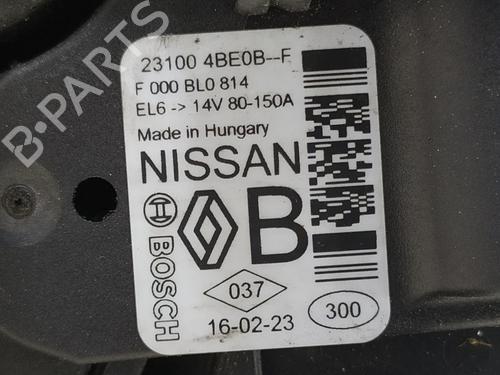 23100 4BE0B--F
F 000 BL0 814
EL6 -> 14V 80-150A
Made in Hungary
NISSAN
BOSCH
B
037
16-02-23
300
B-PARTS